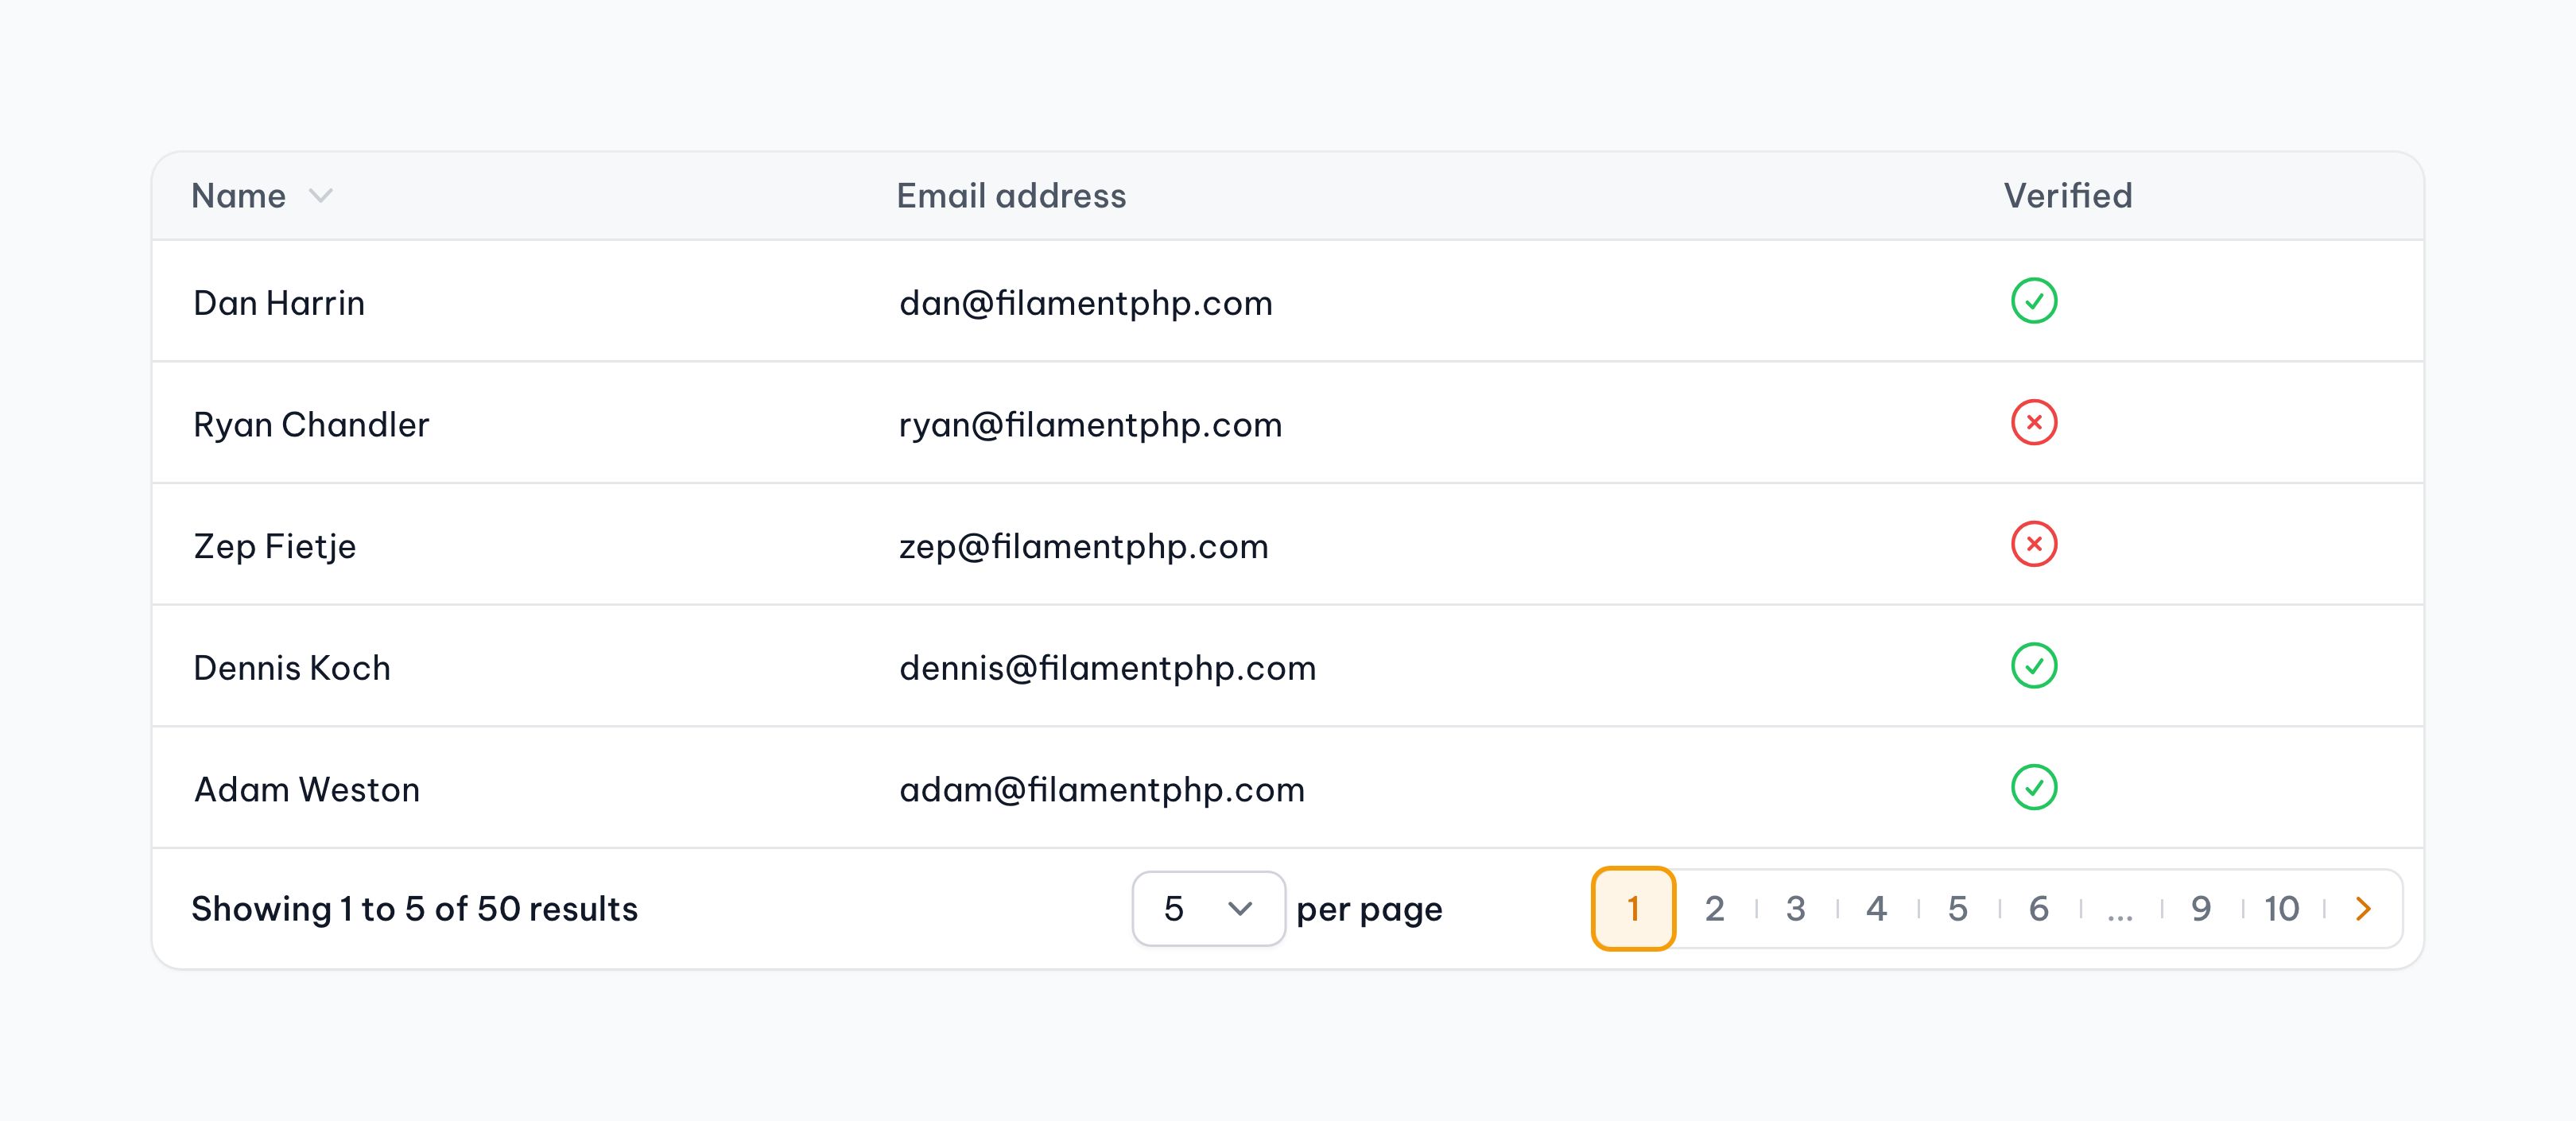 Name Email address Verified
Dan Harrin dan@filamentphp.com
Ryan Chandler ryan@filamentphp.com
Zep Fietje zep@filamentphp.com
Dennis Koch dennis@filamentphp.com
Adam Weston adam@filamentphp.com
Showing 1 to 5 of 50 results 5 per page 1 2 3 4 5 6 ... 9 10